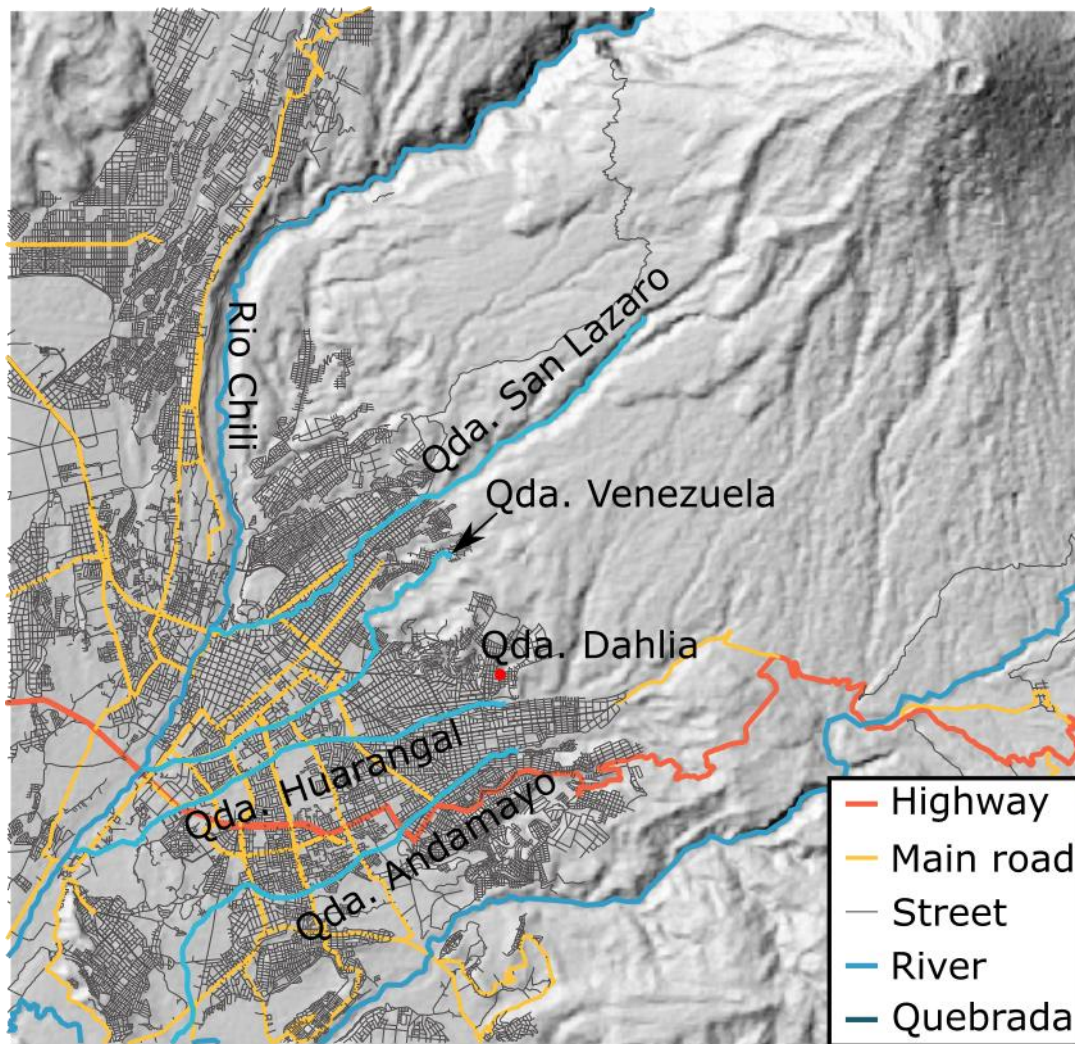 Rio Chili
Qda. San Lazaro
Qda. Venezuela
Qda. Dahlia
Qda. Huarangal
Qda. Andamayo
Highway
Main road
Street
River
Quebrada